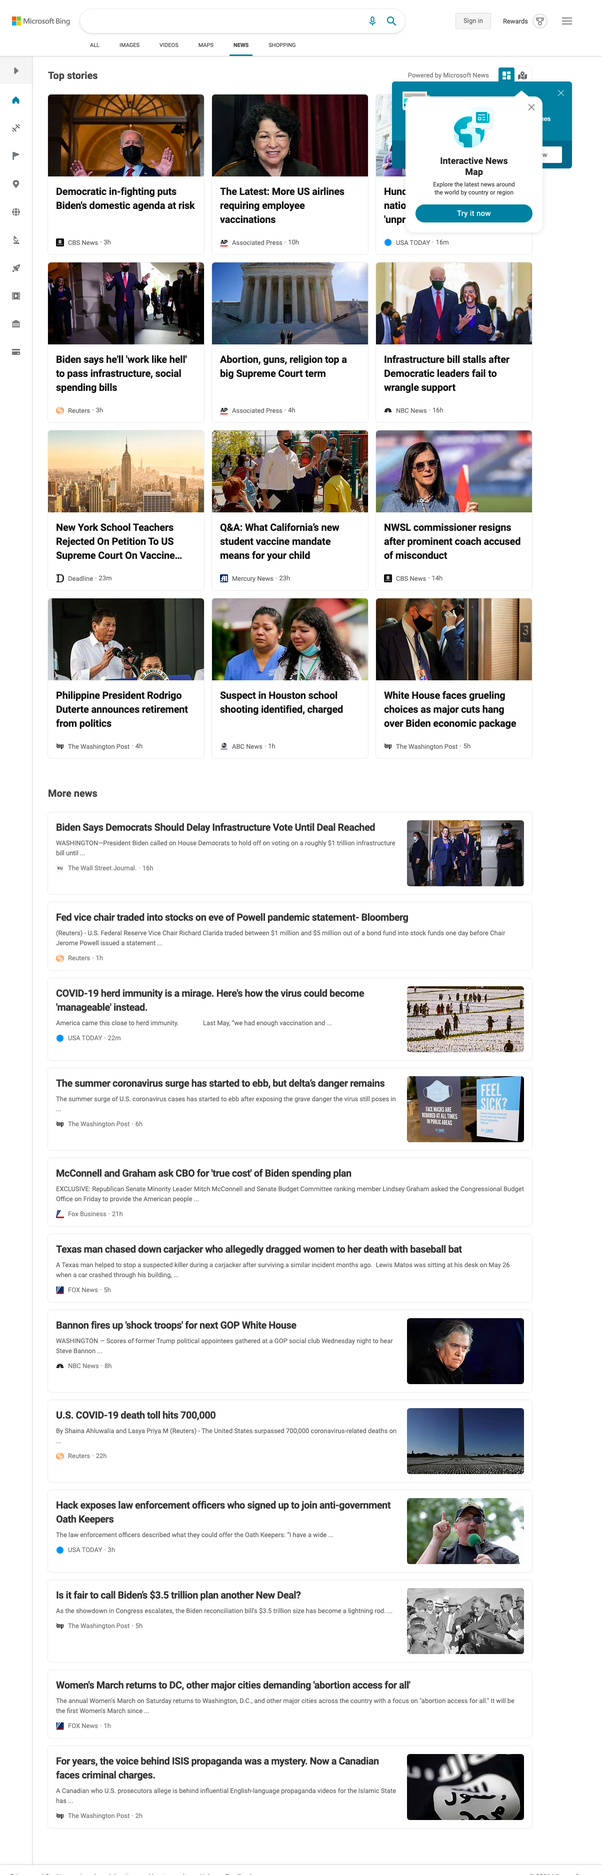 Microsoft Bing
Sign in
Rewards
ALL IMAGES VIDEOS MAPS NEWS SHOPPING
Top stories
Powered by Microsoft News
Interactive News
Map
Explore the latest news around
the world by country or region
Try it now
Democratic in-fighting puts
Biden's domestic agenda at risk
CBS News · 3h
The Latest: More US airlines
requiring employee
vaccinations
AP Associated Press · 10h
Hund
natio
'unpr
USA TODAY · 16m
Biden says he'll 'work like hell'
to pass infrastructure, social
spending bills
Reuters · 3h
Abortion, guns, religion top a
big Supreme Court term
AP Associated Press · 4h
Infrastructure bill stalls after
Democratic leaders fail to
wrangle support
NBC News · 16h
New York School Teachers
Rejected On Petition To US
Supreme Court On Vaccine...
Deadline · 23m
Q&A: What California's new
student vaccine mandate
means for your child
Mercury News · 23h
NWSL commissioner resigns
after prominent coach accused
of misconduct
CBS News · 14h
3
Philippine President Rodrigo
Duterte announces retirement
from politics
wp The Washington Post · 4h
Suspect in Houston school
shooting identified, charged
ABC News · 1h
White House faces grueling
choices as major cuts hang
over Biden economic package
wp The Washington Post · 5h
More news
Biden Says Democrats Should Delay Infrastructure Vote Until Deal Reached
WASHINGTON—President Biden called on House Democrats to hold off on voting on a roughly $1 trillion infrastructure
bill until ...
WSJ The Wall Street Journal. · 16h
Fed vice chair traded into stocks on eve of Powell pandemic statement- Bloomberg
(Reuters) - U.S. Federal Reserve Vice Chair Richard Clarida traded between $1 million and $5 million out of a bond fund into stock funds one day before Chair
Jerome Powell issued a statement ...
Reuters · 1h
COVID-19 herd immunity is a mirage. Here's how the virus could become
'manageable' instead.
America came this close to herd immunity. Last May, "we had enough vaccination and ...
USA TODAY · 22m
The summer coronavirus surge has started to ebb, but delta's danger remains
The summer surge of U.S. coronavirus cases has started to ebb after exposing the grave danger the virus still poses in
...
wp The Washington Post · 6h
FACE MASKS ARE
REQUIRED AT ALL TIMES
IN PUBLIC AREAS
FEEL
SICK?
McConnell and Graham ask CBO for 'true cost' of Biden spending plan
EXCLUSIVE: Republican Senate Minority Leader Mitch McConnell and Senate Budget Committee ranking member Lindsey Graham asked the Congressional Budget
Office on Friday to provide the American people ...
Fox Business · 21h
Texas man chased down carjacker who allegedly dragged women to her death with baseball bat
A Texas man helped to stop a suspected killer during a carjacker after surviving a similar incident months ago. Lewis Matos was sitting at his desk on May 26
when a car crashed through his building, ...
FOX News · 5h
Bannon fires up 'shock troops' for next GOP White House
WASHINGTON — Scores of former Trump political appointees gathered at a GOP social club Wednesday night to hear
Steve Bannon ...
NBC News · 8h
U.S. COVID-19 death toll hits 700,000
By Shaina Ahluwalia and Lasya Priya M (Reuters) - The United States surpassed 700,000 coronavirus-related deaths on
...
Reuters · 22h
Hack exposes law enforcement officers who signed up to join anti-government
Oath Keepers
The law enforcement officers described what they could offer the Oath Keepers: "I have a wide ...
USA TODAY · 3h
Is it fair to call Biden's $3.5 trillion plan another New Deal?
As the showdown in Congress escalates, the Biden reconciliation bill's $3.5 trillion size has become a lightning rod. ...
wp The Washington Post · 5h
Women's March returns to DC, other major cities demanding 'abortion access for all'
The annual Women's March on Saturday returns to Washington, D.C., and other major cities across the country with a focus on "abortion access for all." It will be
the first Women's March since ...
FOX News · 1h
For years, the voice behind ISIS propaganda was a mystery. Now a Canadian
faces criminal charges.
A Canadian who U.S. prosecutors allege is behind influential English-language propaganda videos for the Islamic State
has ...
wp The Washington Post · 2h